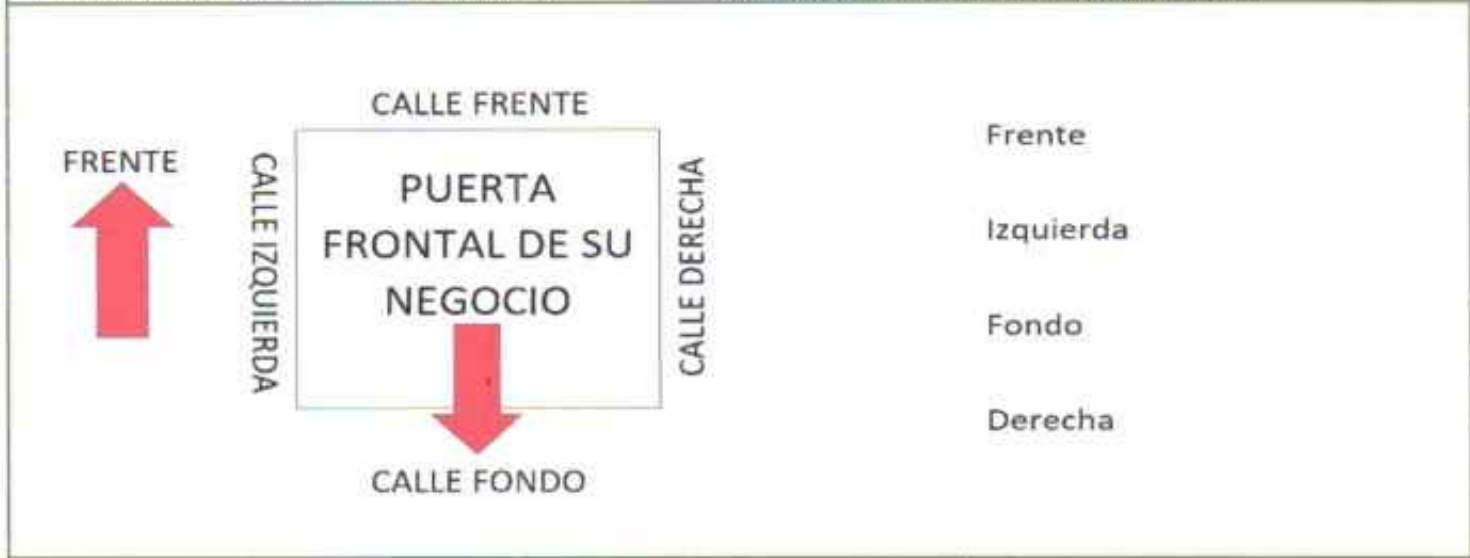 CALLE FRENTE
FRENTE
CALLE IZQUIERDA
PUERTA
FRONTAL DE SU
NEGOCIO
CALLE DERECHA
CALLE FONDO
Frente
Izquierda
Fondo
Derecha